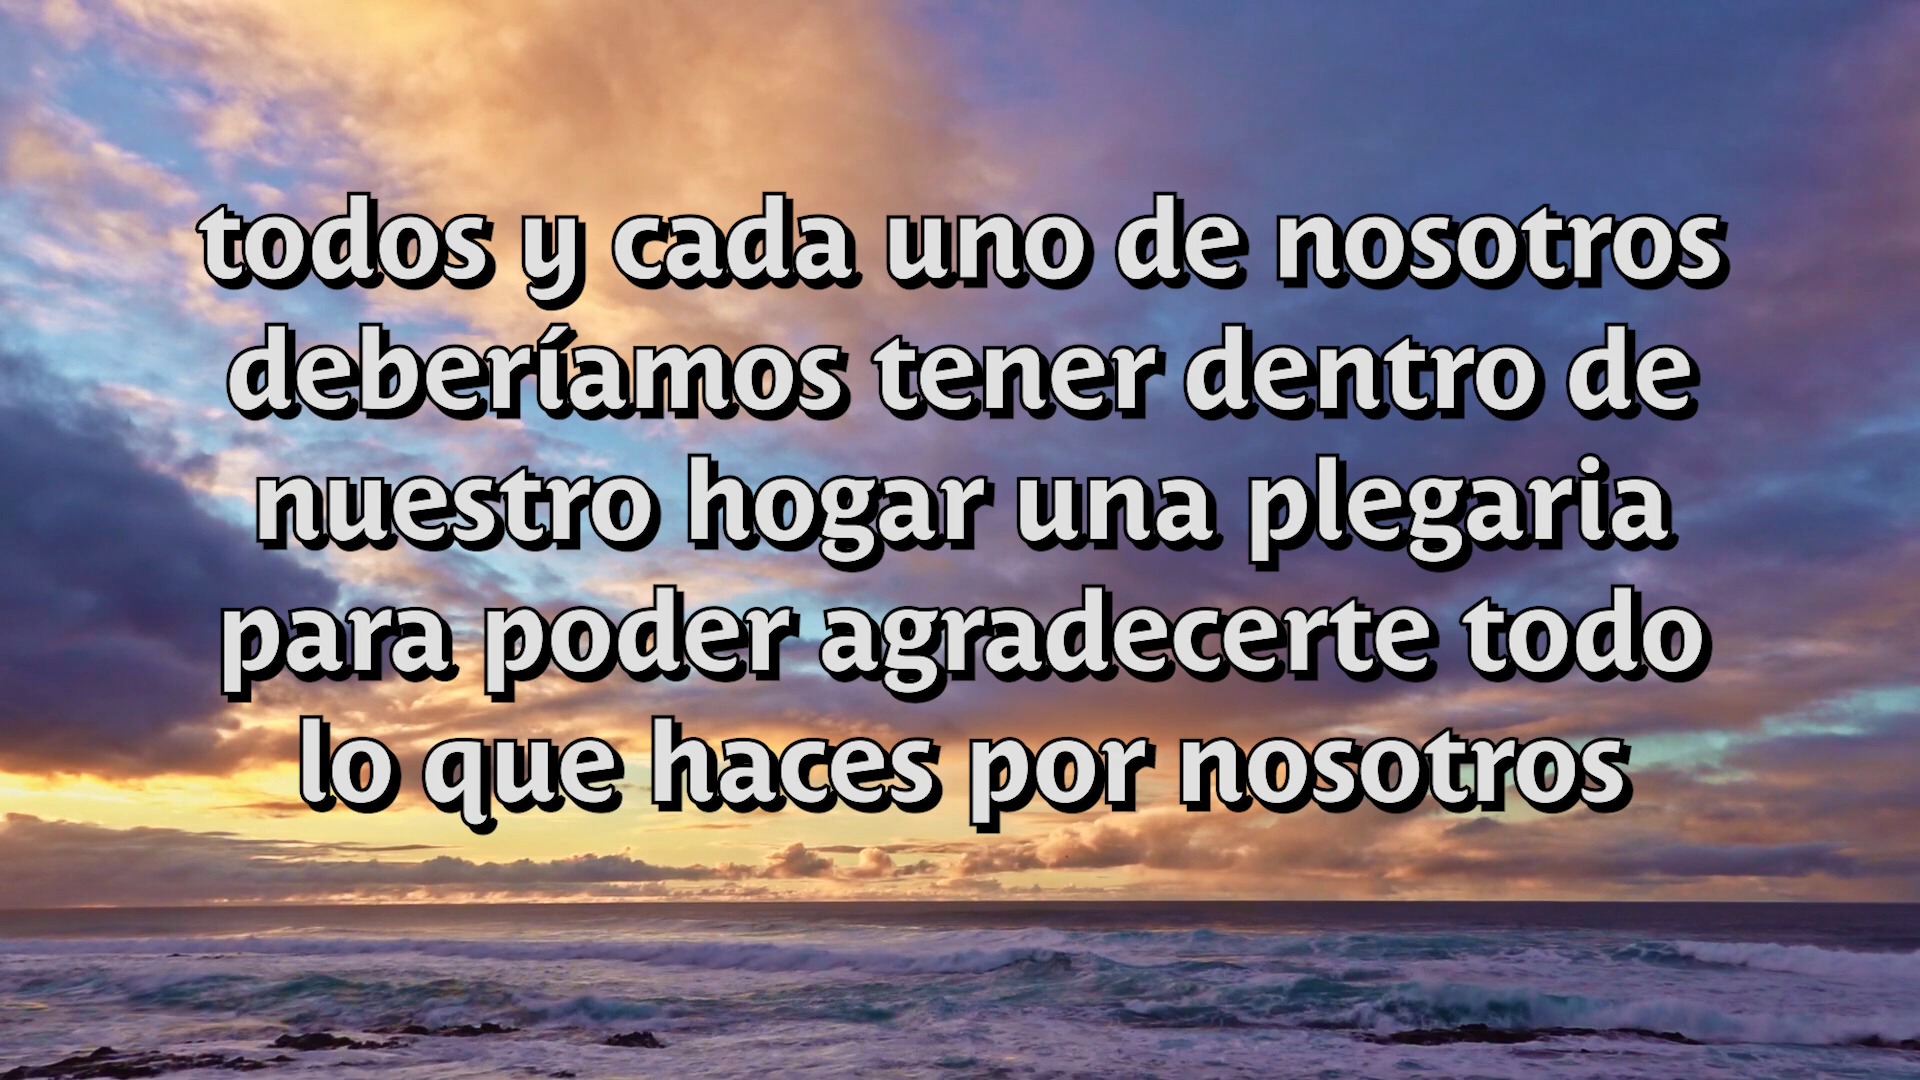 todos y cada uno de nosotros
deberíamos tener dentro de
nuestro hogar una plegaria
para poder agradecerte todo
lo que haces por nosotros